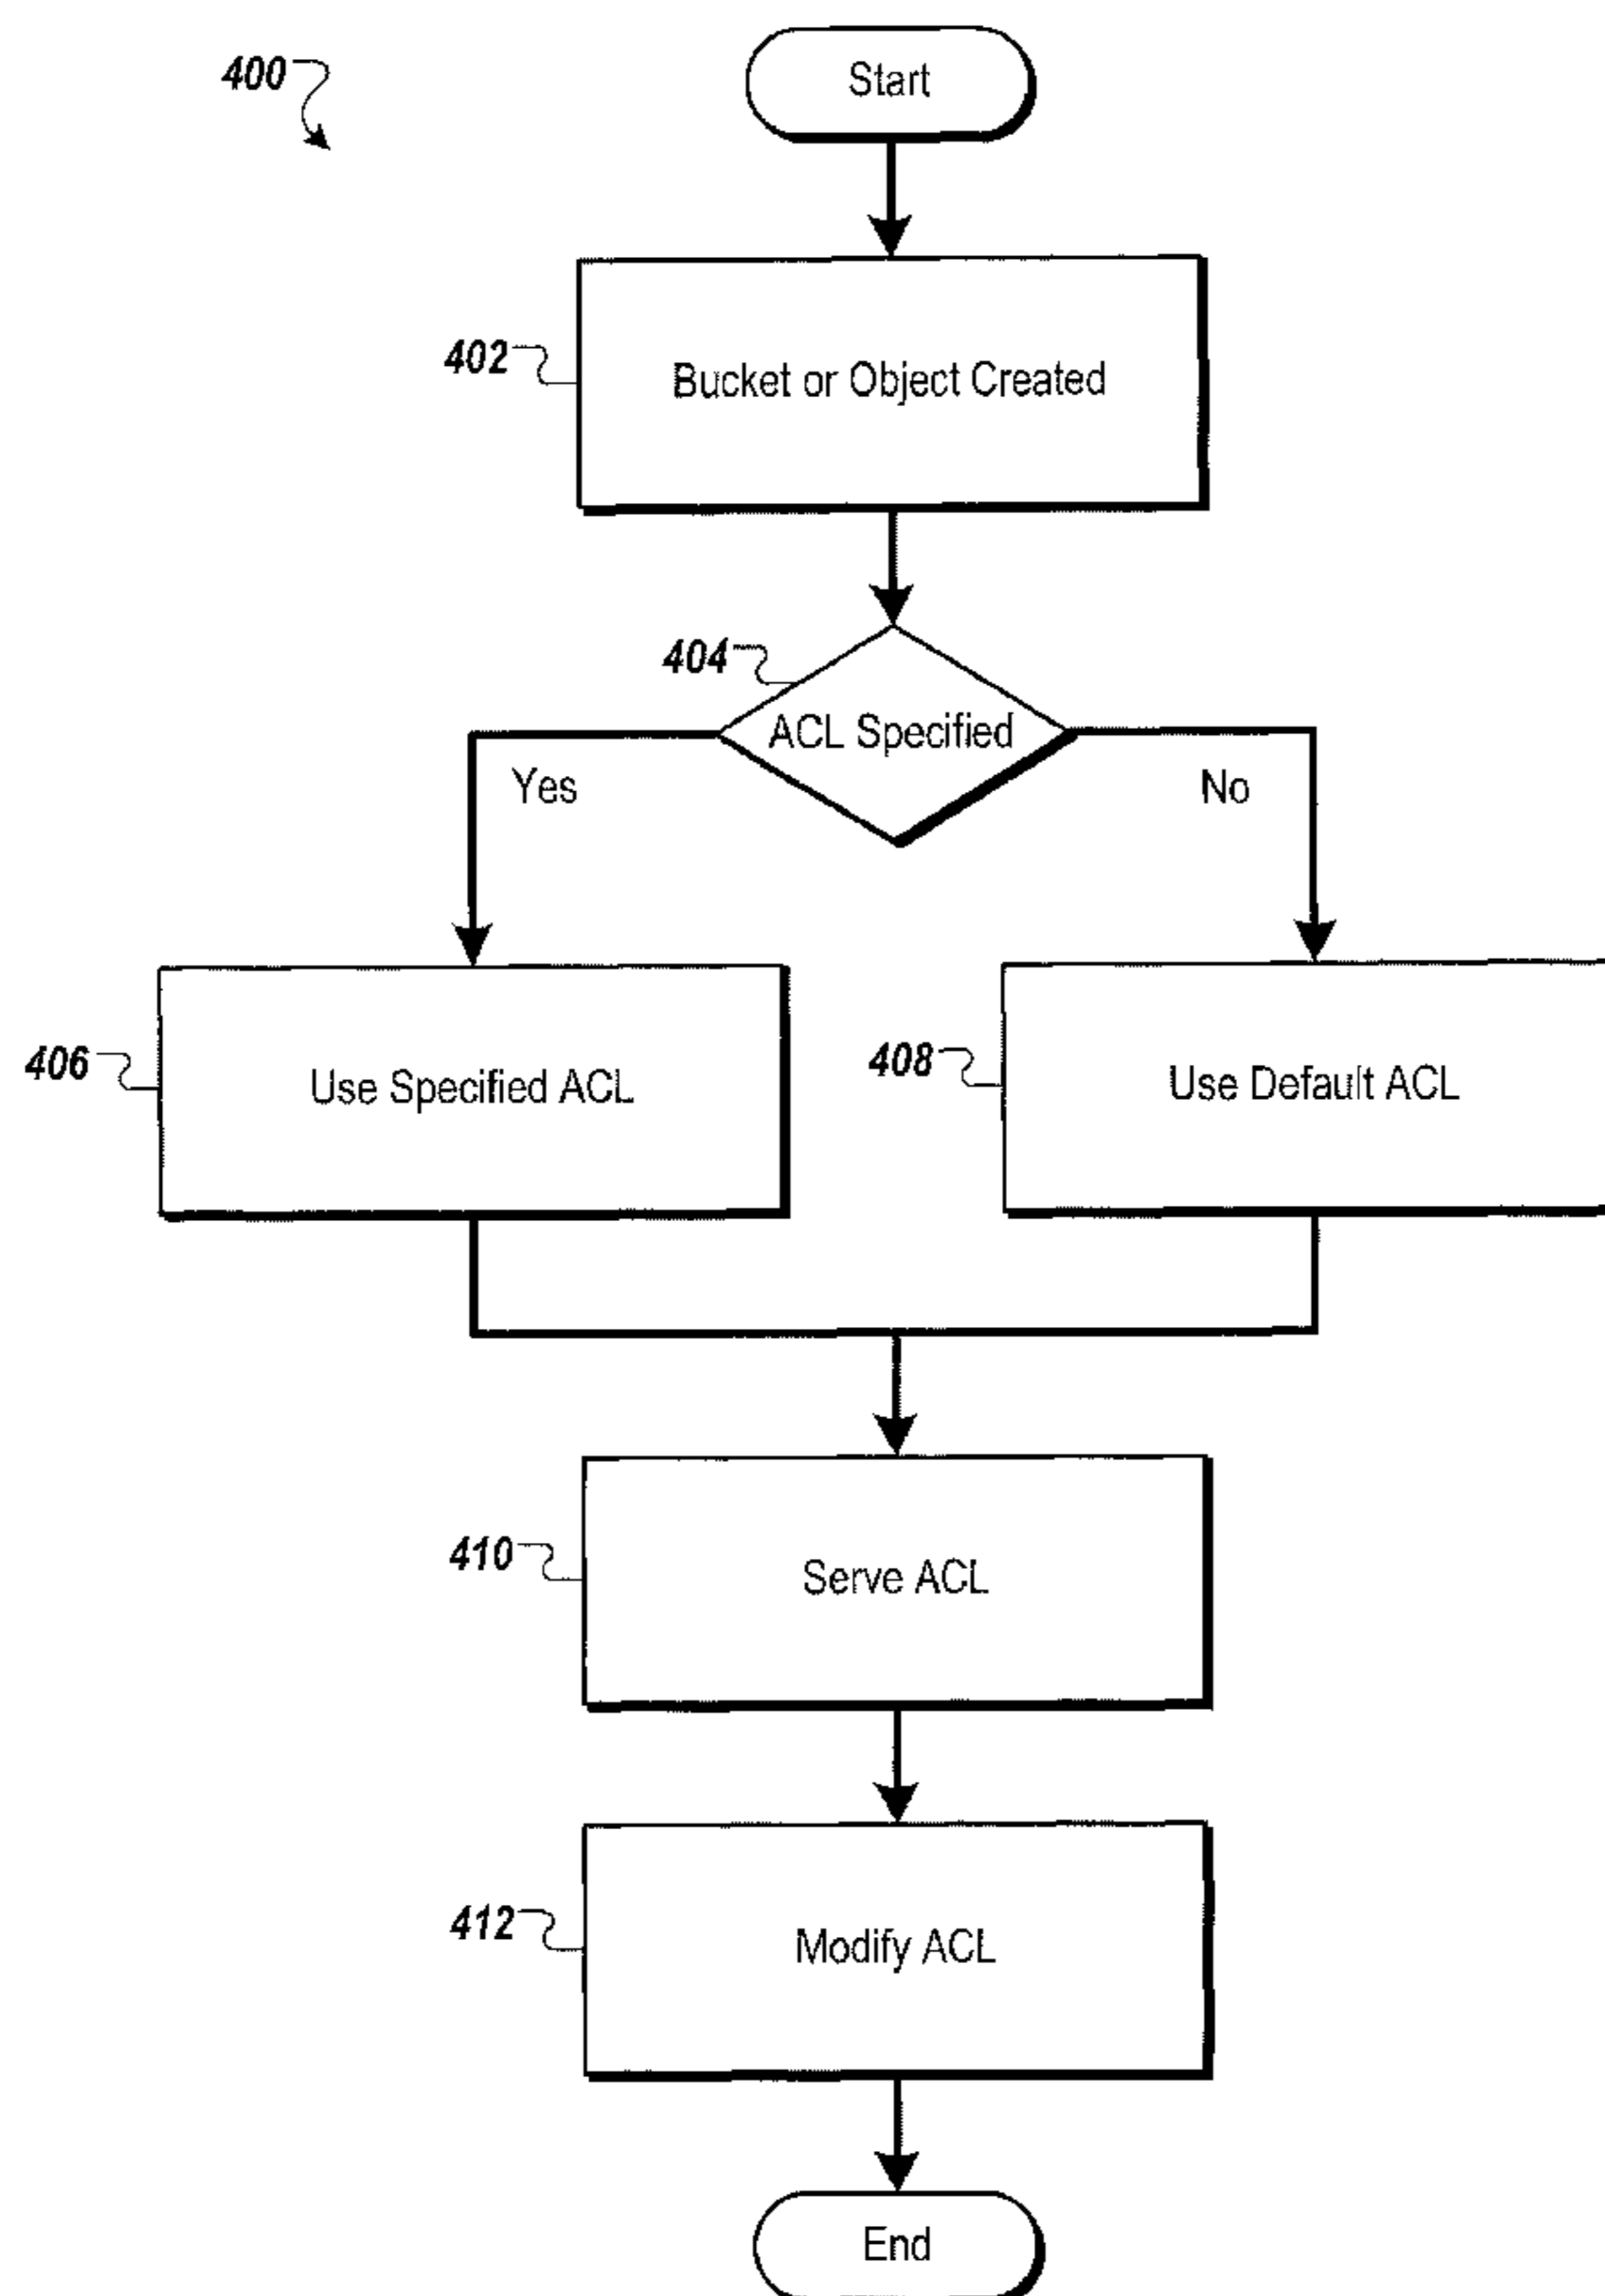 400
Start
402
Bucket or Object Created
404
ACL Specified
Yes
No
406
Use Specified ACL
408
Use Default ACL
410
Serve ACL
412
Modify ACL
End